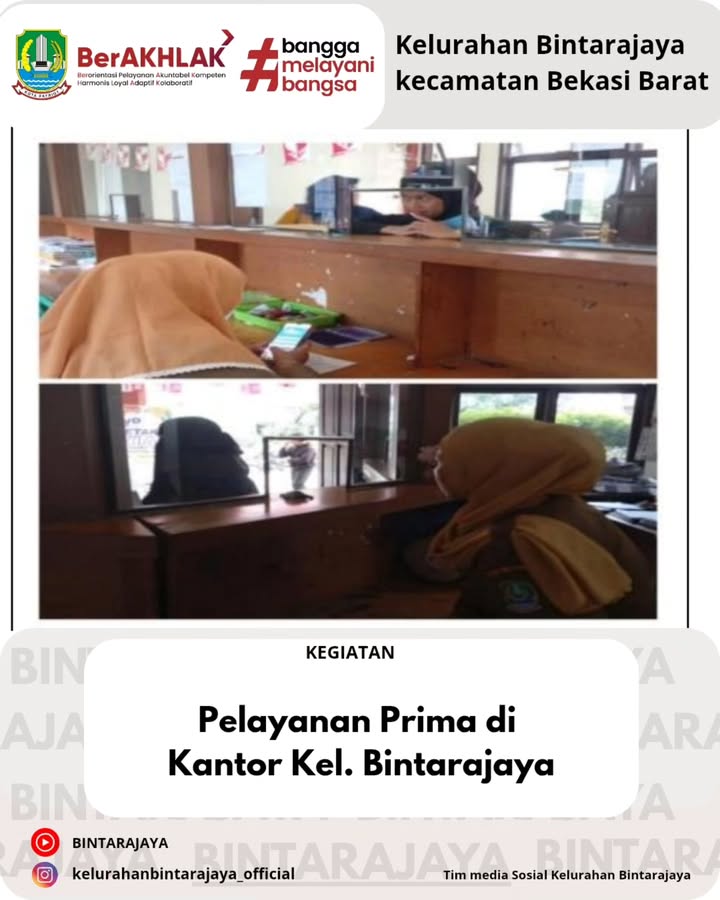 BerAKHLAK
Berorientasi Pelayanan Akuntabel Kompeten
Harmonis Loyal Adaptif Kolaboratif
#bangga
melayani
bangsa
Kelurahan Bintarajaya
kecamatan Bekasi Barat
KEGIATAN
Pelayanan Prima di
Kantor Kel. Bintarajaya
BINTARAJAYA
kelurahanbintarajaya_official
Tim media Sosial Kelurahan Bintarajaya
BINTARAJAYA